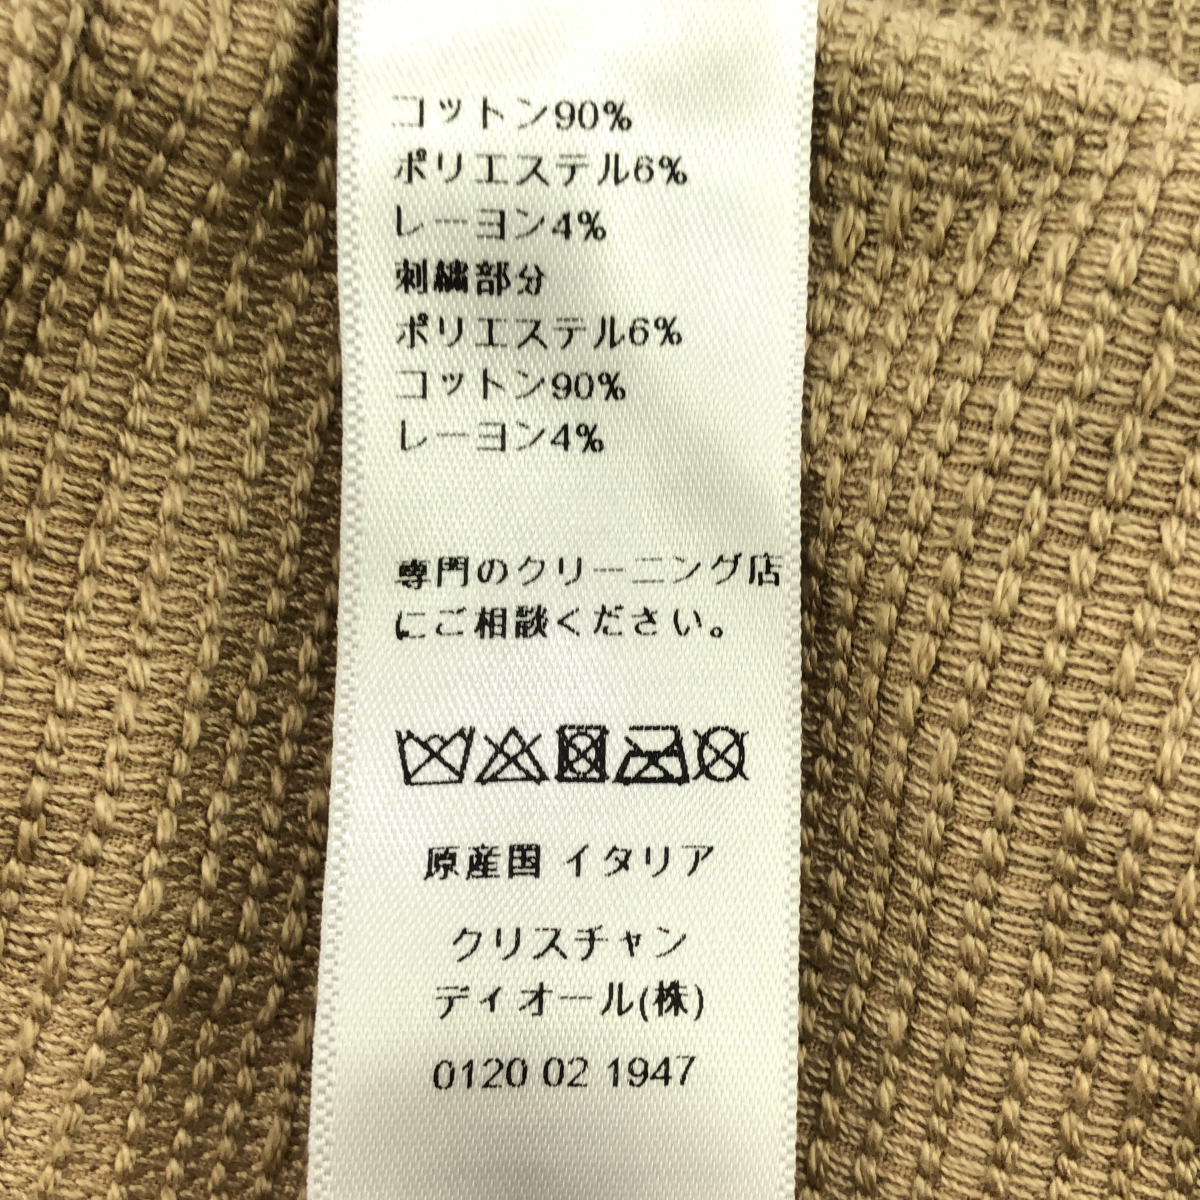 コットン90%
ポリエステル6%
レーヨン4%
刺繍部分
ポリエステル6%
コットン90%
レーヨン4%
専門のクリーニング店
にご相談ください。
原産国 イタリア
クリスチャン
ディオール(株)
0120 02 1947